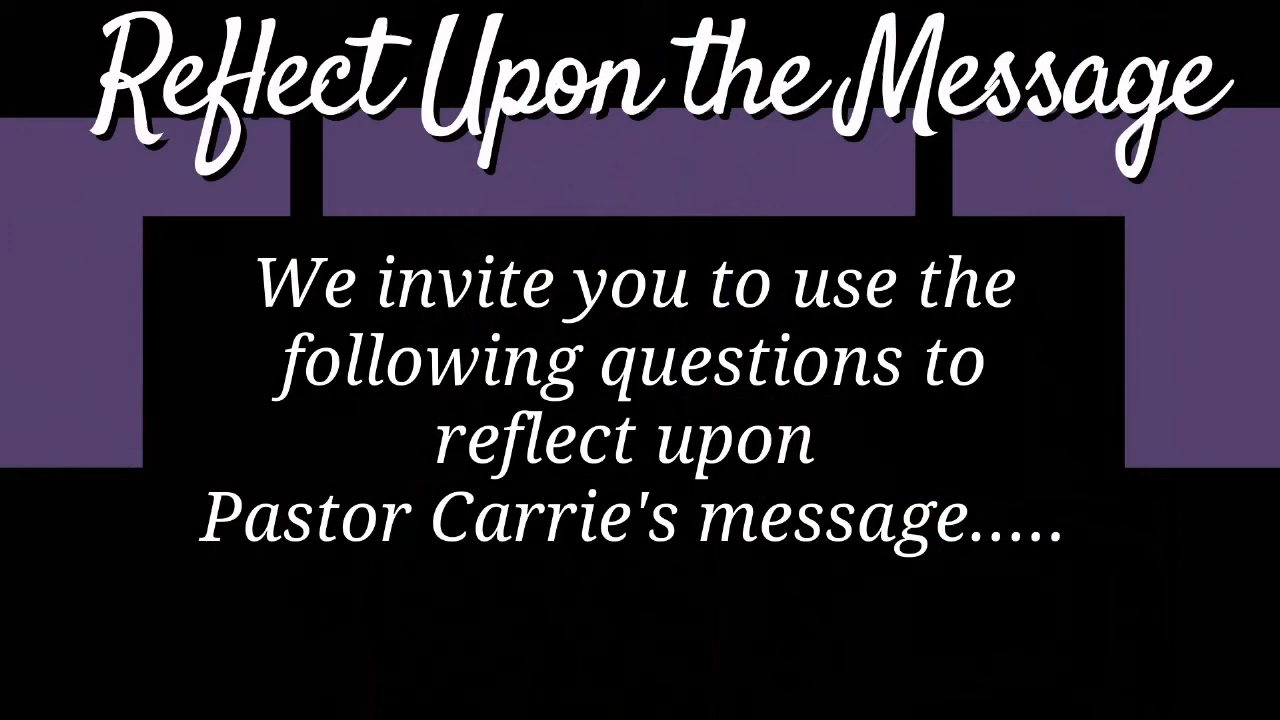 Reflect Upon the Message
We invite you to use the
following questions to
reflect upon
Pastor Carrie's message.....